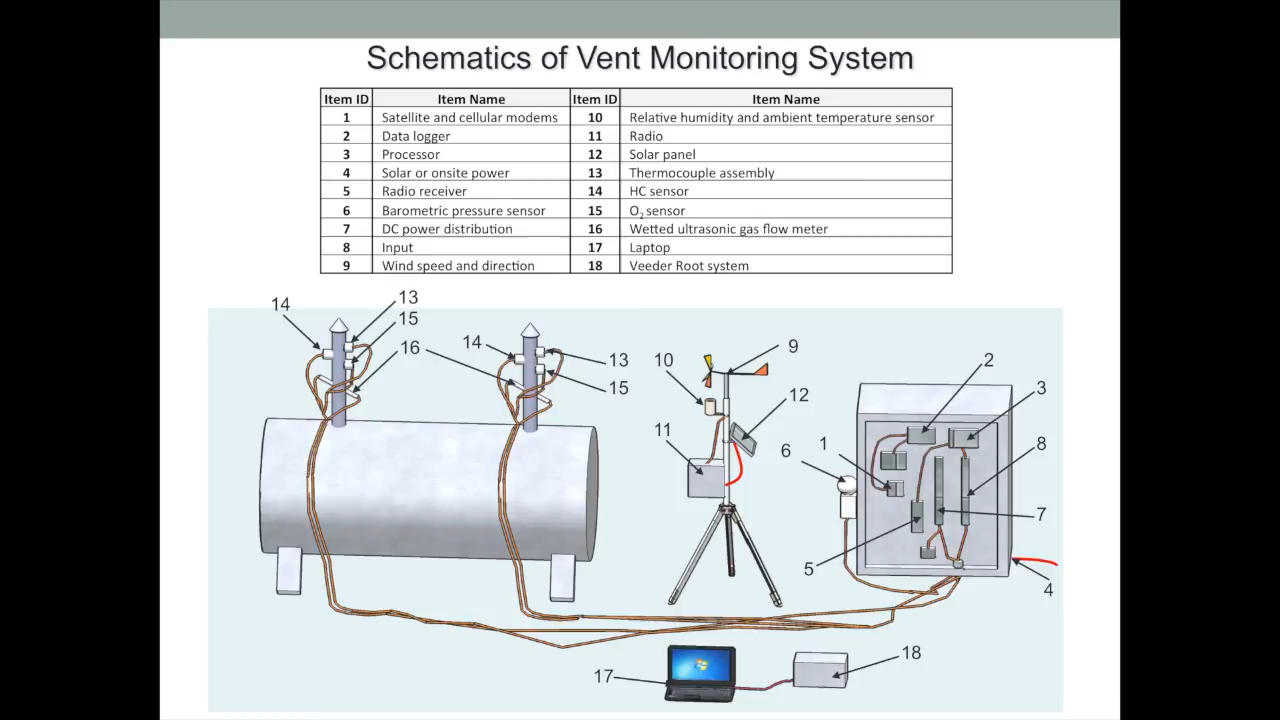 Schematics of Vent Monitoring System
Item ID Item Name Item ID Item Name
1 Satellite and cellular modems 10 Relative humidity and ambient temperature sensor
2 Data logger 11 Radio
3 Processor 12 Solar panel
4 Solar or onsite power 13 Thermocouple assembly
5 Radio receiver 14 HC sensor
6 Barometric pressure sensor 15 O2 sensor
7 DC power distribution 16 Wetted ultrasonic gas flow meter
8 Input 17 Laptop
9 Wind speed and direction 18 Veeder Root system
14
13
15
16
14
13
15
10
9
12
11
6
1
2
3
8
7
5
4
17
18